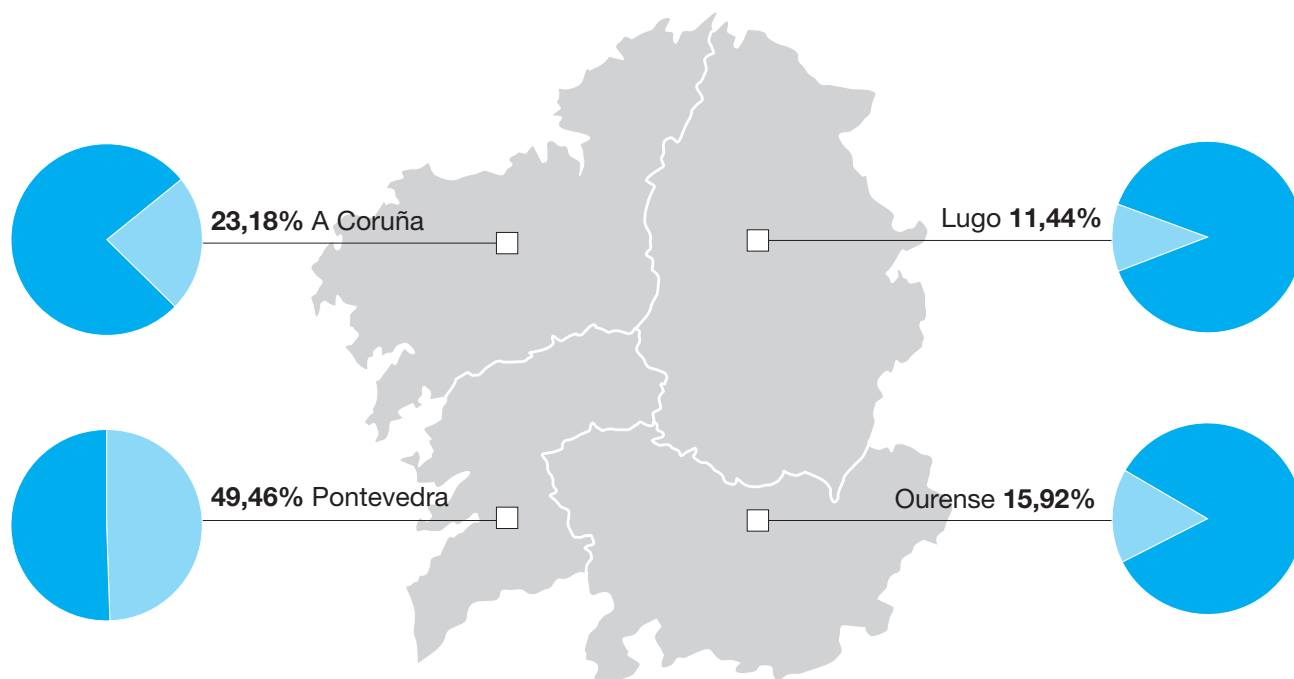 23,18% A Coruña
Lugo 11,44%
49,46% Pontevedra
Ourense 15,92%